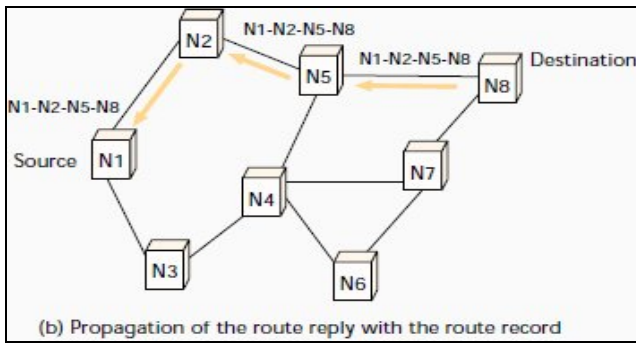 N1-N2-N5-N8
N2
N1-N2-N5-N8
Destination
N5
N8
N1-N2-N5-N8
Source
N1
N7
N4
N3
N6
(b) Propagation of the route reply with the route record